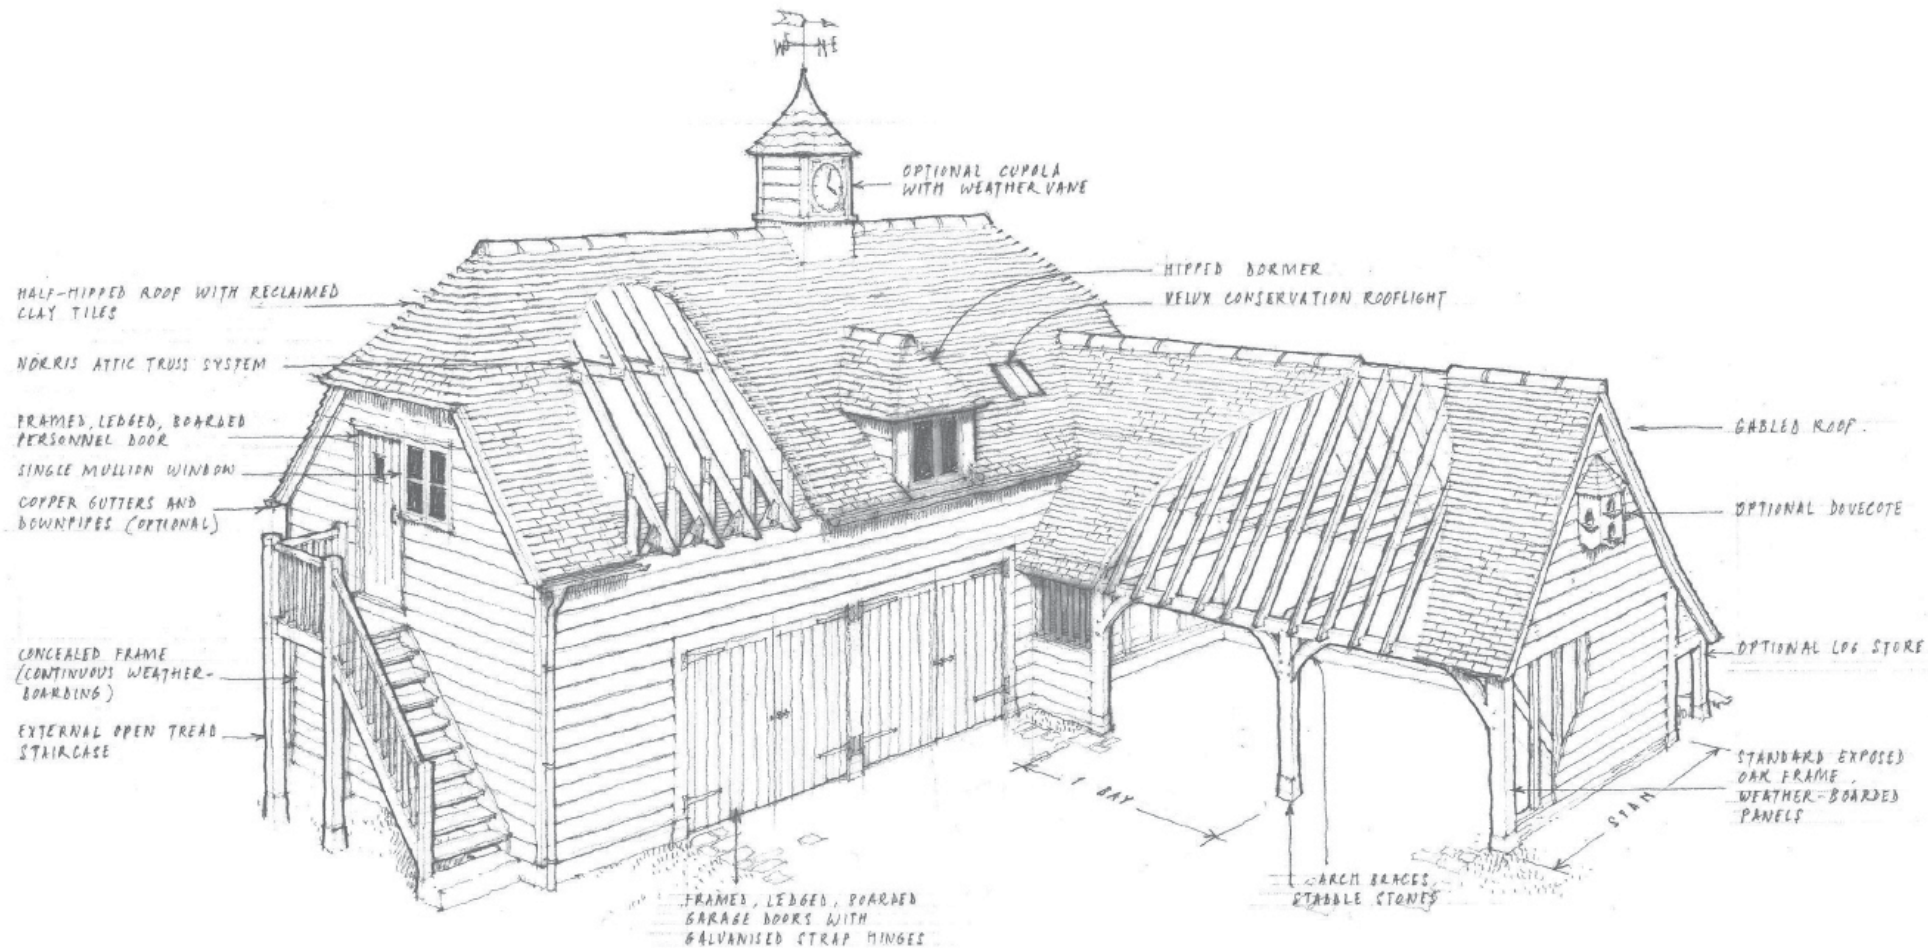 W N E
OPTIONAL CUPOLA
WITH WEATHERVANE
HIPPED DORMER
VELUX CONSERVATION ROOFLIGHT
HALF-HIPPED ROOF WITH RECLAIMED
CLAY TILES
NORRIS ATTIC TRUSS SYSTEM
FRAMED, LEDGED, BOARDED
PERSONNEL DOOR
SINGLE MULLION WINDOW
COPPER GUTTERS AND
DOWNPIPES (OPTIONAL)
CONCEALED FRAME
(CONTINUOUS WEATHER-
BOARDING)
EXTERNAL OPEN TREAD
STAIRCASE
GABLED ROOF.
OPTIONAL DOVECOTE
OPTIONAL LOG STORE
STANDARD EXPOSED
OAK FRAME,
WEATHER-BOARDED
PANELS
1 BAY
SPAN
ARCH BRACES
STADDLE STONES
FRAMED, LEDGED, BOARDED
GARAGE DOORS WITH
GALVANISED STRAP HINGES